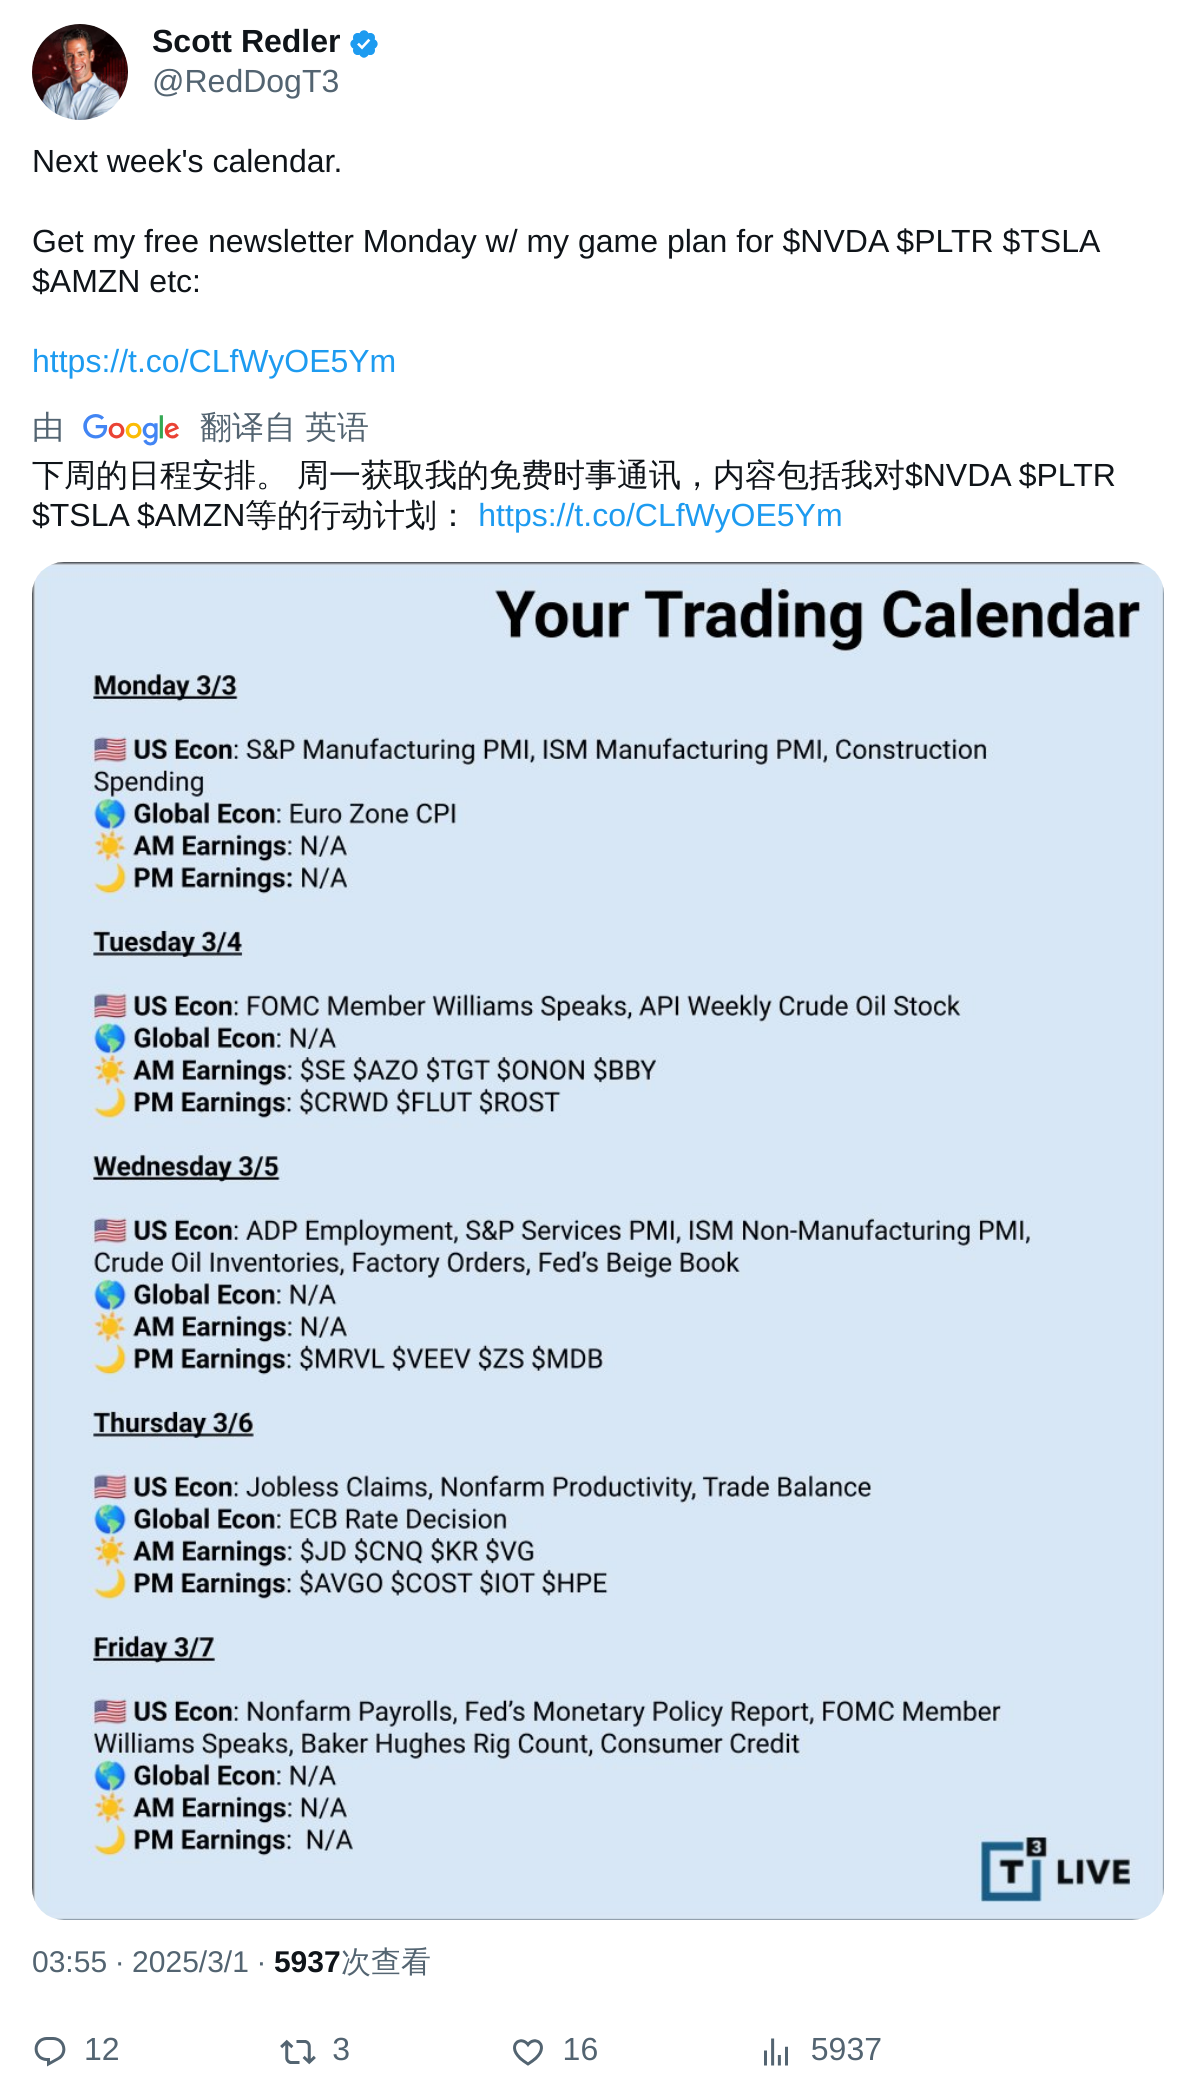 Scott Redler
@RedDogT3
Next week's calendar.
Get my free newsletter Monday w/ my game plan for $NVDA $PLTR $TSLA
$AMZN etc:
https://t.co/CLfWyOE5Ym
由 Google 翻译自 英语
下周的日程安排。 周一获取我的免费时事通讯，内容包括我对$NVDA $PLTR
$TSLA $AMZN等的行动计划： https://t.co/CLfWyOE5Ym
Your Trading Calendar
Monday 3/3
US Econ: S&P Manufacturing PMI, ISM Manufacturing PMI, Construction
Spending
Global Econ: Euro Zone CPI
AM Earnings: N/A
PM Earnings: N/A
Tuesday 3/4
US Econ: FOMC Member Williams Speaks, API Weekly Crude Oil Stock
Global Econ: N/A
AM Earnings: $SE $AZO $TGT $ONON $BBY
PM Earnings: $CRWD $FLUT $ROST
Wednesday 3/5
US Econ: ADP Employment, S&P Services PMI, ISM Non-Manufacturing PMI,
Crude Oil Inventories, Factory Orders, Fed’s Beige Book
Global Econ: N/A
AM Earnings: N/A
PM Earnings: $MRVL $VEEV $ZS $MDB
Thursday 3/6
US Econ: Jobless Claims, Nonfarm Productivity, Trade Balance
Global Econ: ECB Rate Decision
AM Earnings: $JD $CNQ $KR $VG
PM Earnings: $AVGO $COST $IOT $HPE
Friday 3/7
US Econ: Nonfarm Payrolls, Fed’s Monetary Policy Report, FOMC Member
Williams Speaks, Baker Hughes Rig Count, Consumer Credit
Global Econ: N/A
AM Earnings: N/A
PM Earnings: N/A
T3 LIVE
03:55 · 2025/3/1 · 5937次查看
12 3 16 5937